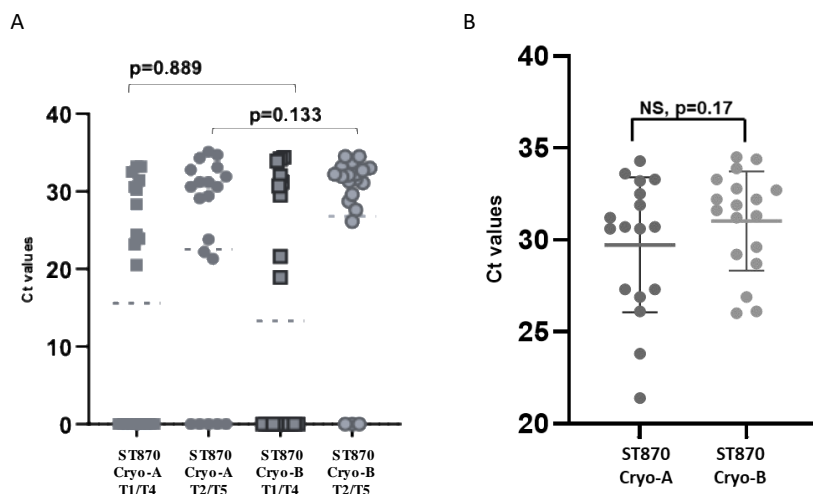 A
p=0.889
p=0.133
40
30
20
10
0
Ct values
ST870
Cryo-A
T1/T4
ST870
Cryo-A
T2/T5
ST870
Cryo-B
T1/T4
ST870
Cryo-B
T2/T5
B
NS, p=0.17
40
35
30
25
20
Ct values
ST870
Cryo-A
ST870
Cryo-B